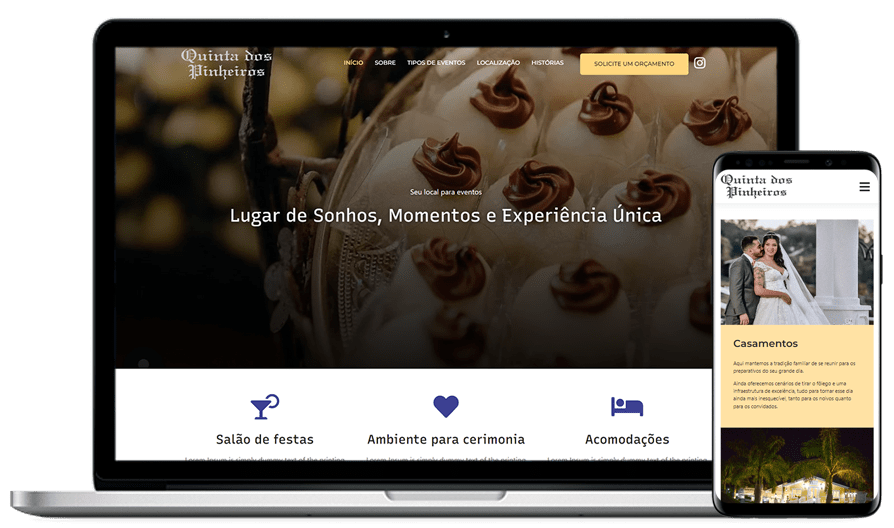 Quinta dos
Pinheiros
INÍCIO SOBRE TIPOS DE EVENTOS LOCALIZAÇÃO HISTÓRIAS SOLICITE UM ORÇAMENTO
Seu local para eventos
Lugar de Sonhos, Momentos e Experiência Única
Salão de festas
Ambiente para cerimonia
Acomodações
Lorem Ipsum is simply dummy text of the printing
Lorem Ipsum is simply dummy text of the
Lorem Ipsum is simply dummy text of the
Quinta dos
Pinheiros
Casamentos
Aqui mantemos a tradição familiar de se reunir para os
preparativos do seu grande dia.
Ainda oferecemos cenários de tirar o fôlego e uma
infraestrutura de excelência, tudo para tornar esse dia
ainda mais inesquecível, tanto para os noivos quanto
para os convidados.